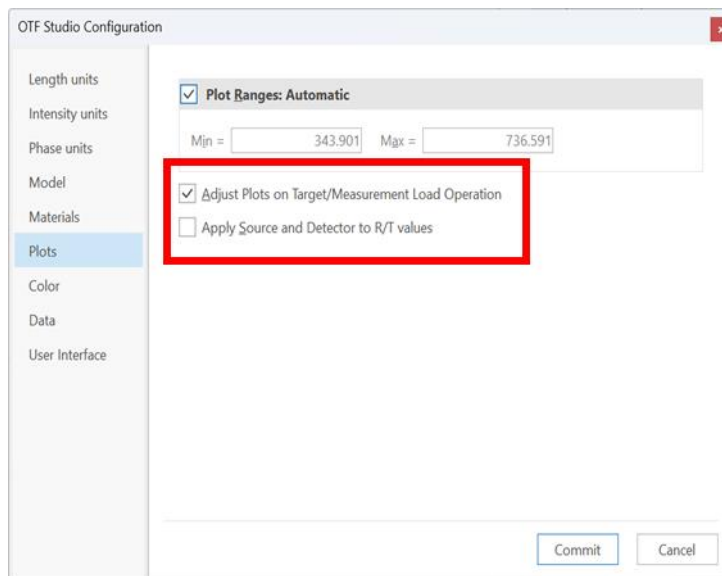 OTF Studio Configuration
Length units
Intensity units
Phase units
Model
Materials
Plots
Color
Data
User Interface
Plot Ranges: Automatic
Min = 343.901 Max = 736.591
Adjust Plots on Target/Measurement Load Operation
Apply Source and Detector to R/T values
Commit Cancel